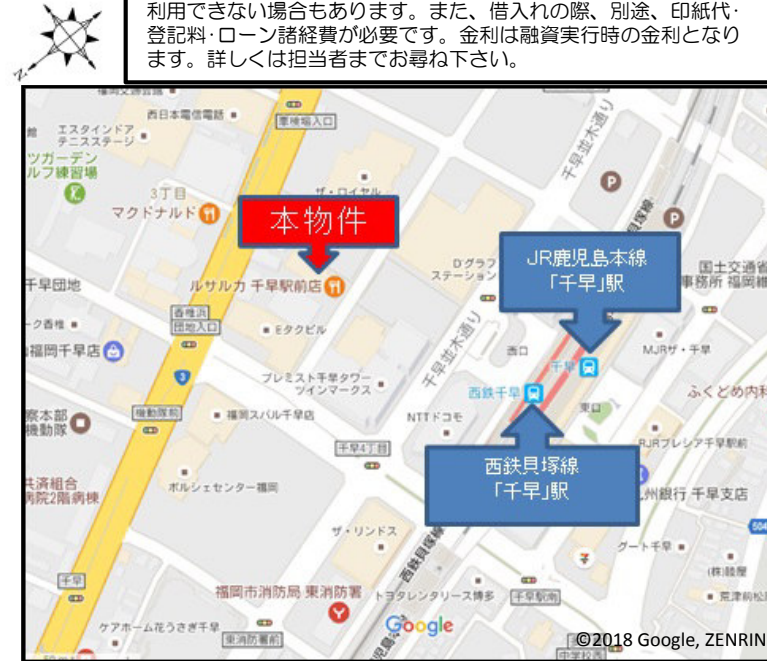 利用できない場合もあります。また、借入れの際、別途、印紙代・
登記料・ローン諸経費が必要です。金利は融資実行時の金利となり
ます。詳しくは担当者までお尋ね下さい。
西日本電信電話
車検場入口
エスタインドア
テニスステージ
ツガーデン
ルフ練習場
3丁目
マクドナルド
ザ・ロイヤル
本物件
千早並木通り
貝塚線
Dグラフ
ステーション
JR鹿児島本線
「千早」駅
国土交通省
事務所 福岡維
千早団地
ルサルカ 千早駅前店
香椎浜
団地入口
ーク香椎
Eタクビル
千早並木通り
西口
千早
MJRザ・千早
福岡千早店
3
プレミスト千早タワー
ツインマークス
西鉄千早
東口
ふくどめ内科
察本部
機動隊
機動隊前
福岡スバル千早店
NTTドコモ
千早4丁目
RJRプレシア千早駅前
西鉄貝塚線
「千早」駅
共済組合
病院2階病棟
ポルシェセンター福岡
州銀行 千早支店
504
ザ・リンドス
西鉄貝塚線
グートチ早
千早
福岡市消防局 東消防署
トヨタレンタリース博多
千早駅南
ケアホーム花うさぎ千早
東消防署前
Google
©2018 Google, ZENRIN